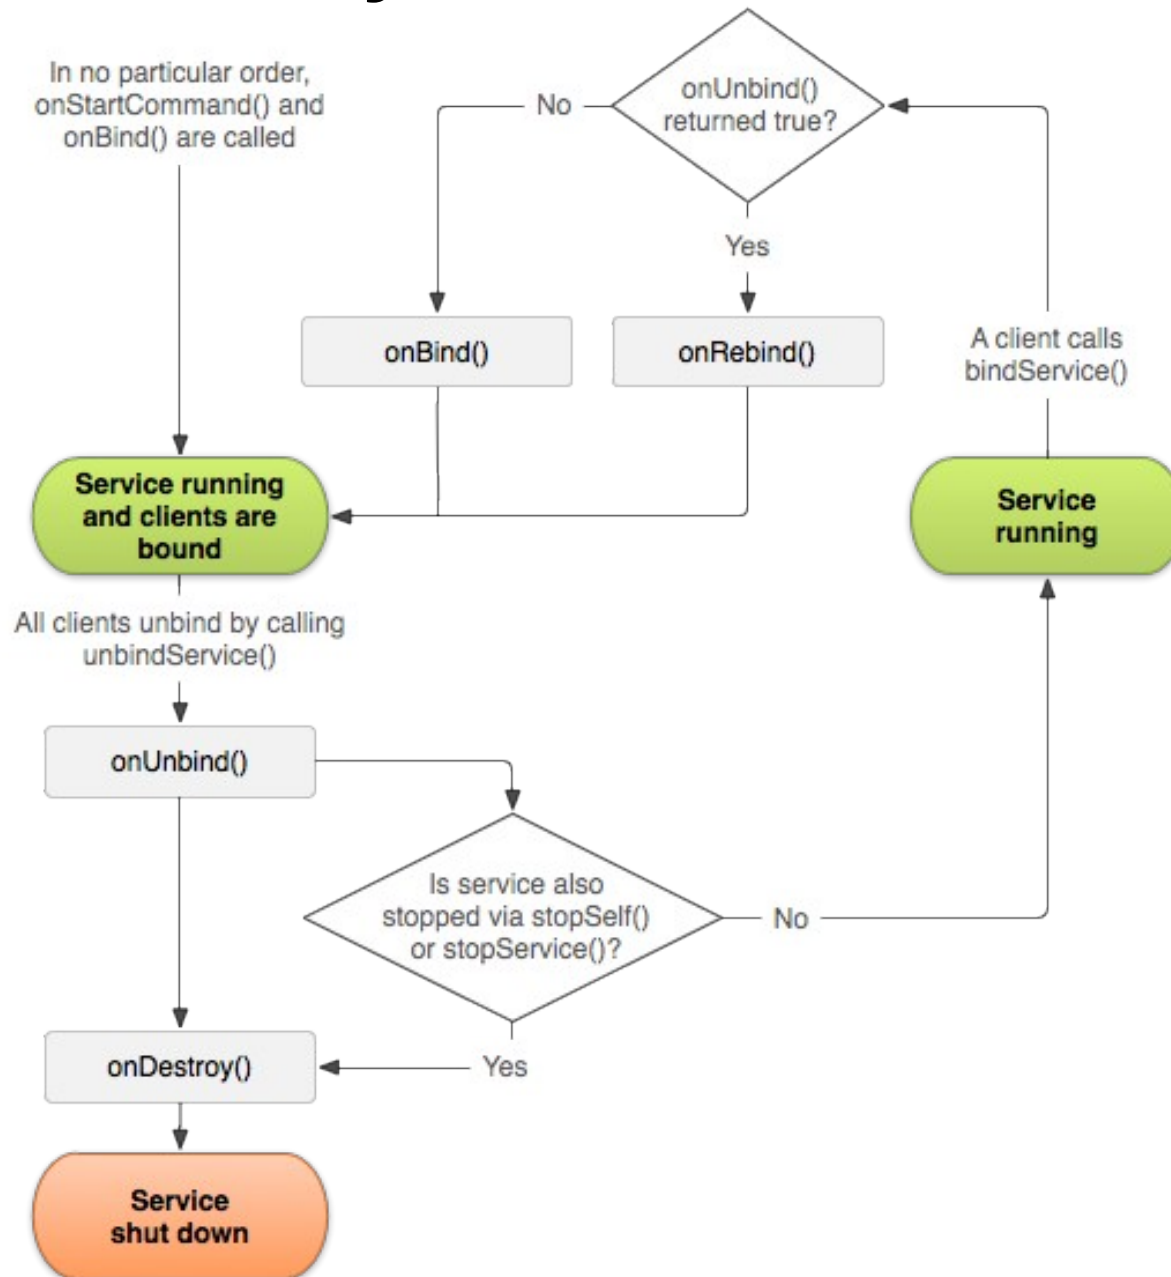 In no particular order,
onStartCommand() and
onBind() are called
onUnbind()
returned true?
No
Yes
onBind()
onRebind()
A client calls
bindService()
Service running
and clients are
bound
Service
running
All clients unbind by calling
unbindService()
onUnbind()
Is service also
stopped via stopSelf()
or stopService()?
No
Yes
onDestroy()
Service
shut down